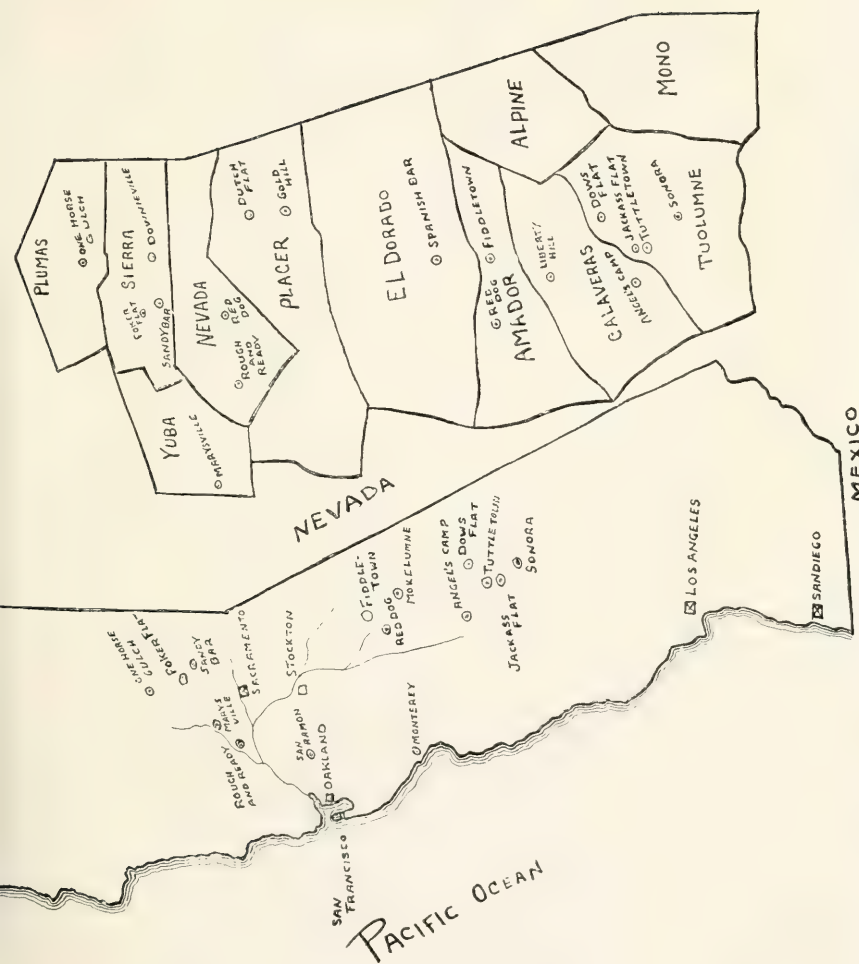 PLUMAS
ONE HORSE
GULCH
SIERRA
POKER
FLAT
DOWINIEVILLE
SANDY BAR
YUBA
MARYSVILLE
NEVADA
ROUGH
AND
READY
RED
DOG
DUTCH
FLAT
GOLD
HILL
PLACER
EL DORADO
SPANISH BAR
AMADOR
RED
DOG
FIDDLETOWN
ALPINE
MONO
CALAVERAS
LIBERTY
HILL
ANGEL'S CAMP
DOWS
FLAT
JACKASS FLAT
TUTTLETOWN
SONORA
TUOLUMNE
NEVADA
ONE HORSE
GULCH
POKER FLA-
SANDY
BAR
MARYS
VILLE
ROUGH
AND READY
SACRAMENTO
STOCKTON
SAN
RAMON
OAKLAND
SAN
FRANCISCO
FIDDLE-
TOWN
RED DOG
MOKELUMNE
ANGEL'S CAMP
DOWS
FLAT
TUTTLETOWN
JACKASS
FLAT
SONORA
MONTEREY
LOS ANGELES
SANDIEGO
MEXICO
PACIFIC OCEAN